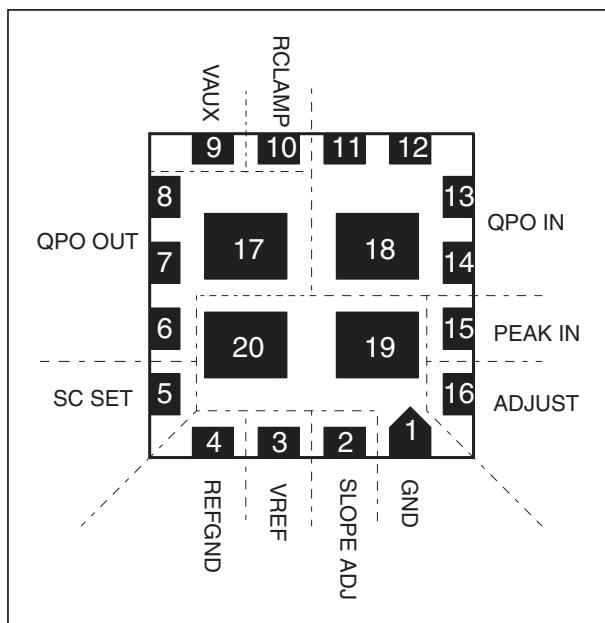 VAUX
RCLAMP
9
10
11
12
8
13
QPO OUT
QPO IN
7
17
18
14
6
20
19
15
PEAK IN
SC SET
5
16
ADJUST
4
3
2
1
REFGND
VREF
SLOPE ADJ
GND